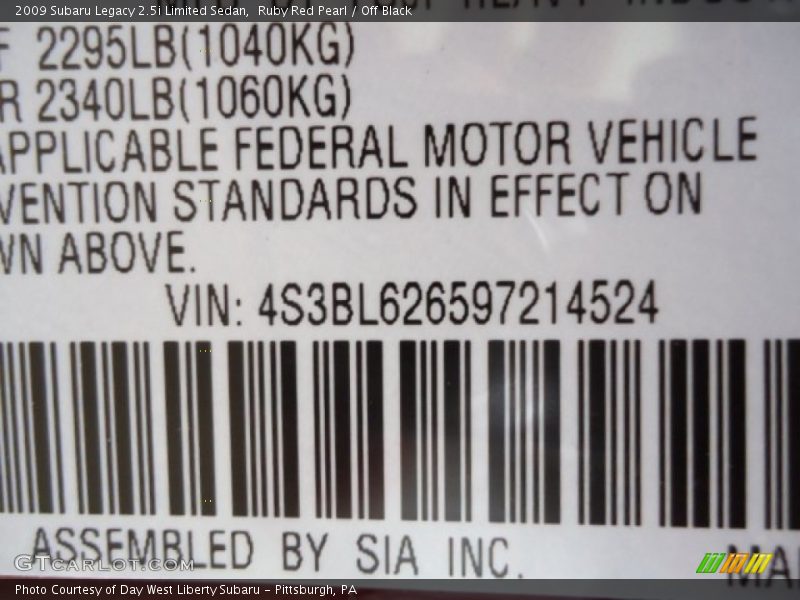 2009 Subaru Legacy 2.5i Limited Sedan, Ruby Red Pearl / Off Black
F 2295LB(1040KG)
R 2340LB(1060KG)
APPLICABLE FEDERAL MOTOR VEHICLE
VENTION STANDARDS IN EFFECT ON
WN ABOVE.
VIN: 4S3BL626597214524
ASSEMBLED BY SIA INC.
MA
GTCARLOT.COM
Photo Courtesy of Day West Liberty Subaru - Pittsburgh, PA